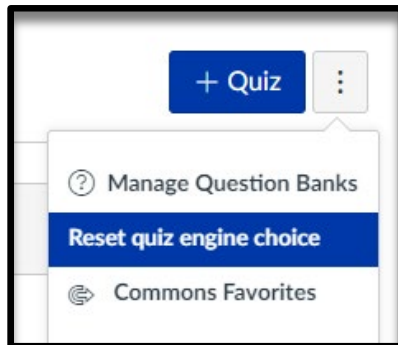 + Quiz
Manage Question Banks
Reset quiz engine choice
Commons Favorites